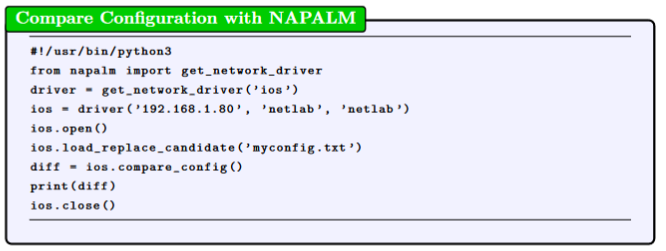 Compare Configuration with NAPALM
#!/usr/bin/python3
from napalm import get_network_driver
driver = get_network_driver('ios')
ios = driver('192.168.1.80', 'netlab', 'netlab')
ios.open()
ios.load_replace_candidate('myconfig.txt')
diff = ios.compare_config()
print(diff)
ios.close()